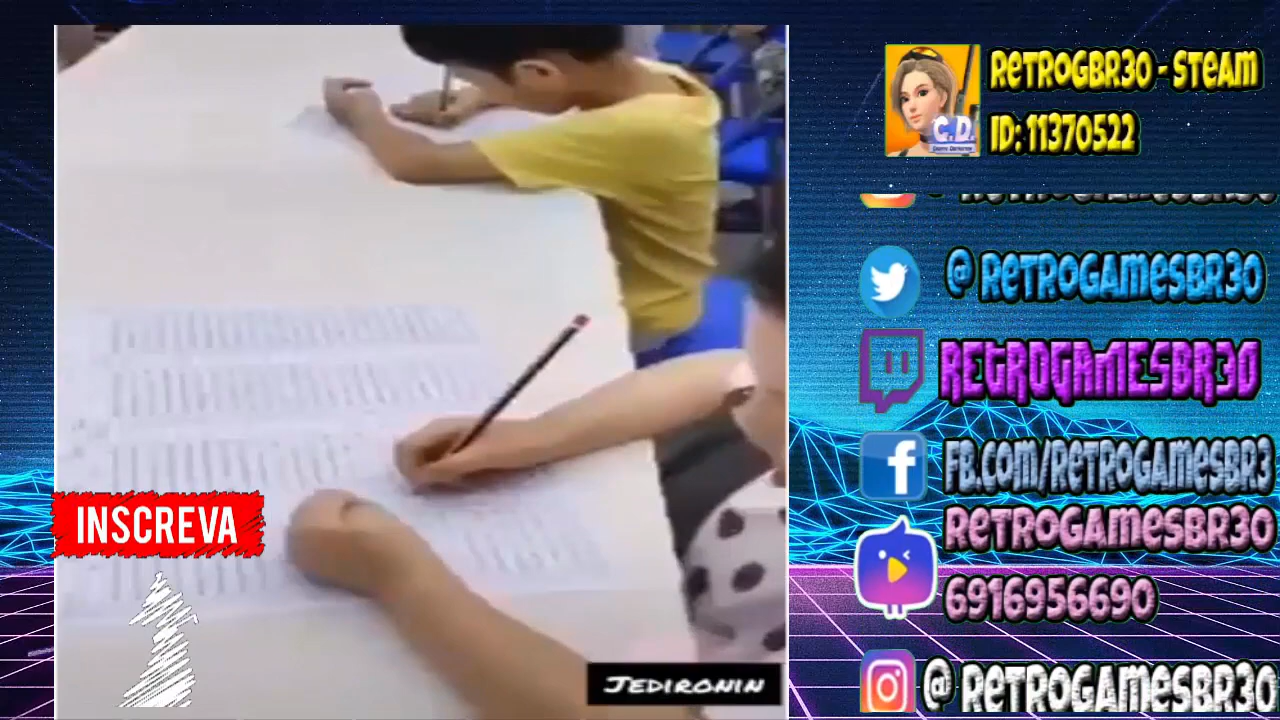 RetroGBR30 - Steam
ID: 11370522
C.D.
@ RetroGamesBR30
RetroGamesBR30
FB.com/RetroGamesBR3
RetroGamesBR30
6916956690
@ RetroGamesBR30
INSCREVA
Jedironin